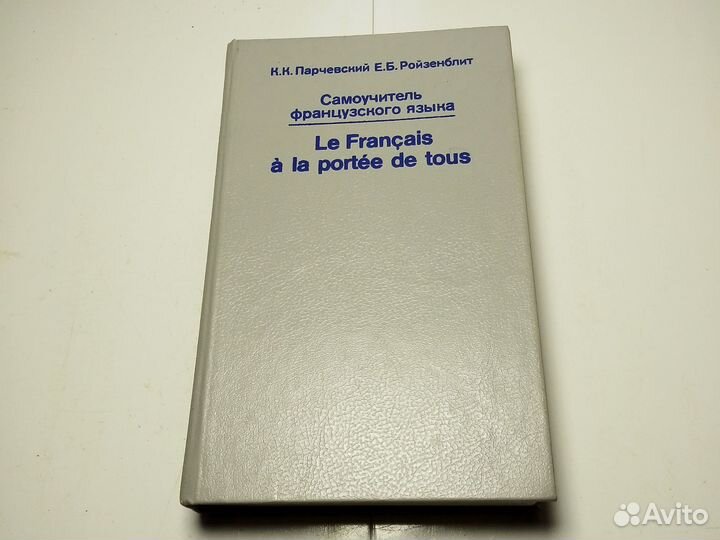 К.К. Парчевский Е.Б. Ройзенблит
Самоучитель
французского языка
Le Français
à la portée de tous
Avito